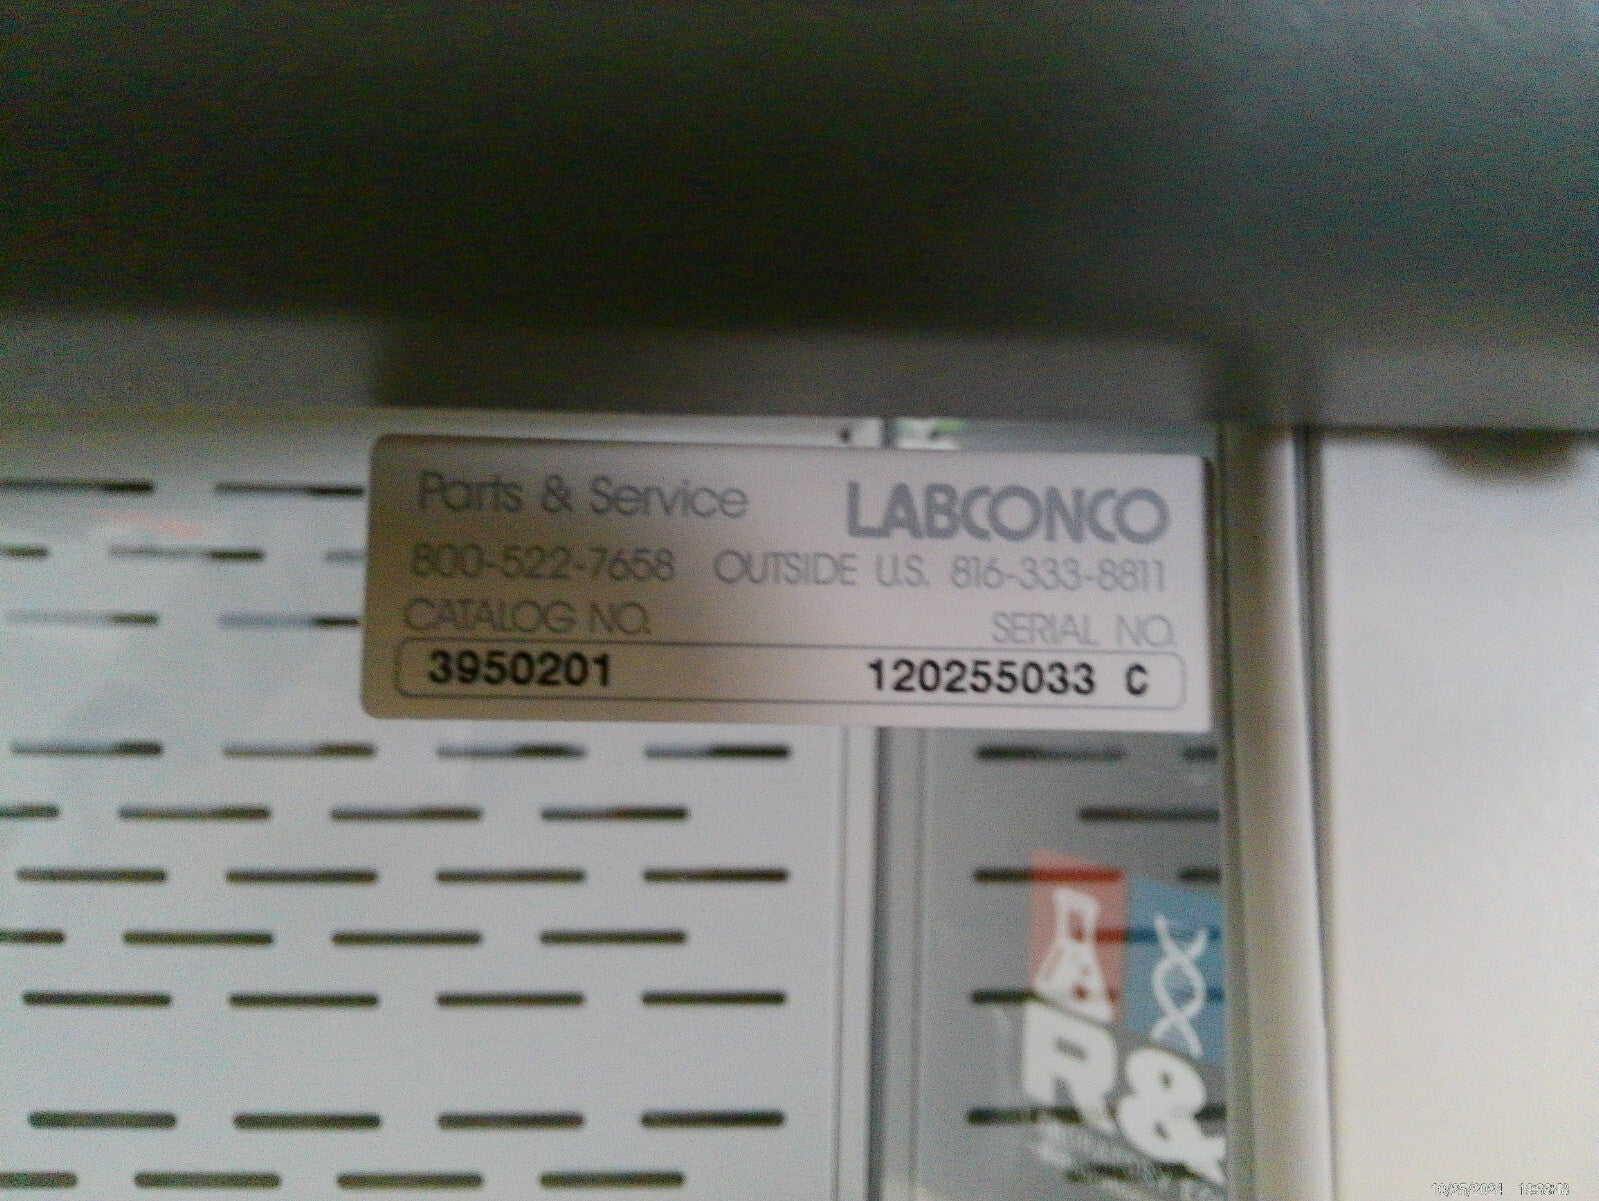 Parts & Service LABCONCO
800-522-7658 OUTSIDE U.S. 816-333-8811
CATALOG NO. SERIAL NO.
3950201 120255033 C
R&